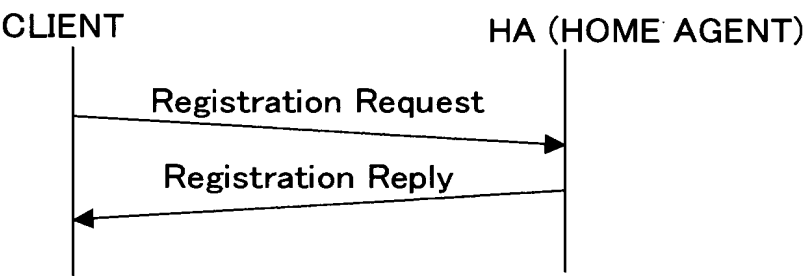 CLIENT
HA (HOME AGENT)
Registration Request
Registration Reply